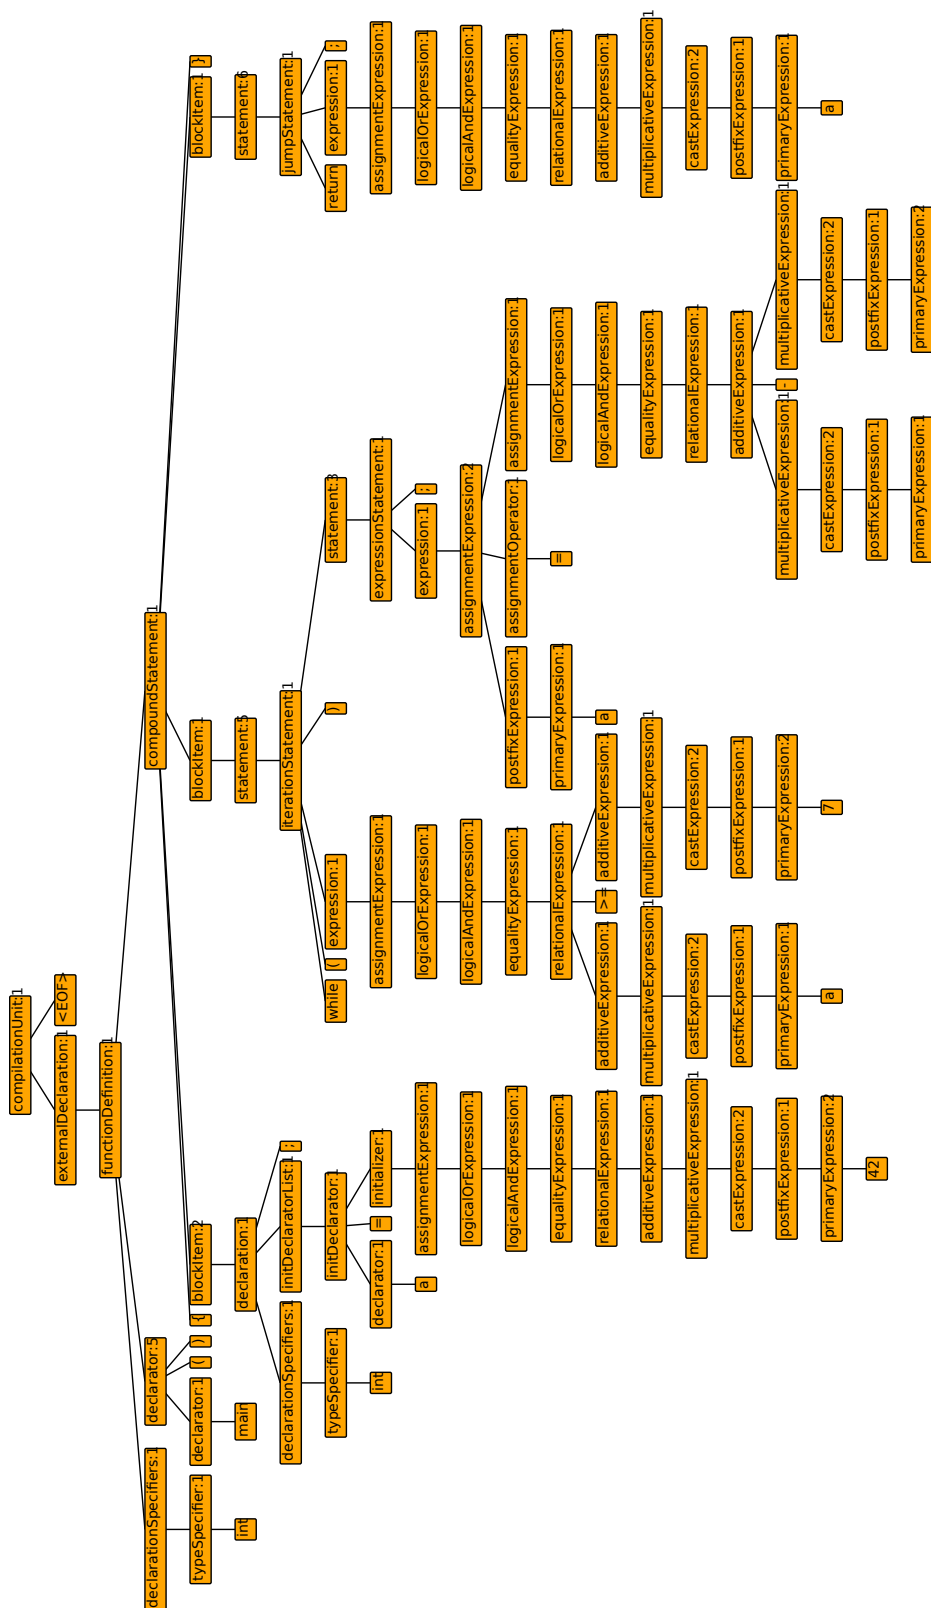 compilationUnit:1
externalDeclaration:1 <EOF>
functionDefinition:1
declarationSpecifiers:1 declarator:5 compoundStatement:1
typeSpecifier:1 declarator:1 ( ) { blockItem:2 blockItem:1 blockItem:1 }
int main declaration:1 statement:5 statement:6
declarationSpecifiers:1 initDeclaratorList:1 ; iterationStatement:1 jumpStatement:1
typeSpecifier:1 initDeclarator:1 while ( expression:1 ) statement:3 return expression:1 ;
int declarator:1 = initializer:1 assignmentExpression:1 expressionStatement:1 assignmentExpression:1
a assignmentExpression:1 logicalOrExpression:1 expression:1 ; logicalOrExpression:1
logicalOrExpression:1 logicalAndExpression:1 assignmentExpression:2 logicalAndExpression:1
logicalAndExpression:1 equalityExpression:1 postfixExpression:1 assignmentOperator:1 assignmentExpression:1 equalityExpression:1
equalityExpression:1 relationalExpression:1 primaryExpression:1 = logicalOrExpression:1 relationalExpression:1
relationalExpression:1 additiveExpression:1 >= additiveExpression:1 a logicalAndExpression:1 additiveExpression:1
additiveExpression:1 multiplicativeExpression:1 multiplicativeExpression:1 equalityExpression:1 multiplicativeExpression:1
multiplicativeExpression:1 castExpression:2 castExpression:2 relationalExpression:1 castExpression:2
castExpression:2 postfixExpression:1 postfixExpression:1 additiveExpression:1 postfixExpression:1
postfixExpression:1 primaryExpression:1 primaryExpression:2 multiplicativeExpression:1 - multiplicativeExpression:1 primaryExpression:1
primaryExpression:2 a 7 castExpression:2 castExpression:2 a
42 postfixExpression:1 postfixExpression:1
primaryExpression:1 primaryExpression:2